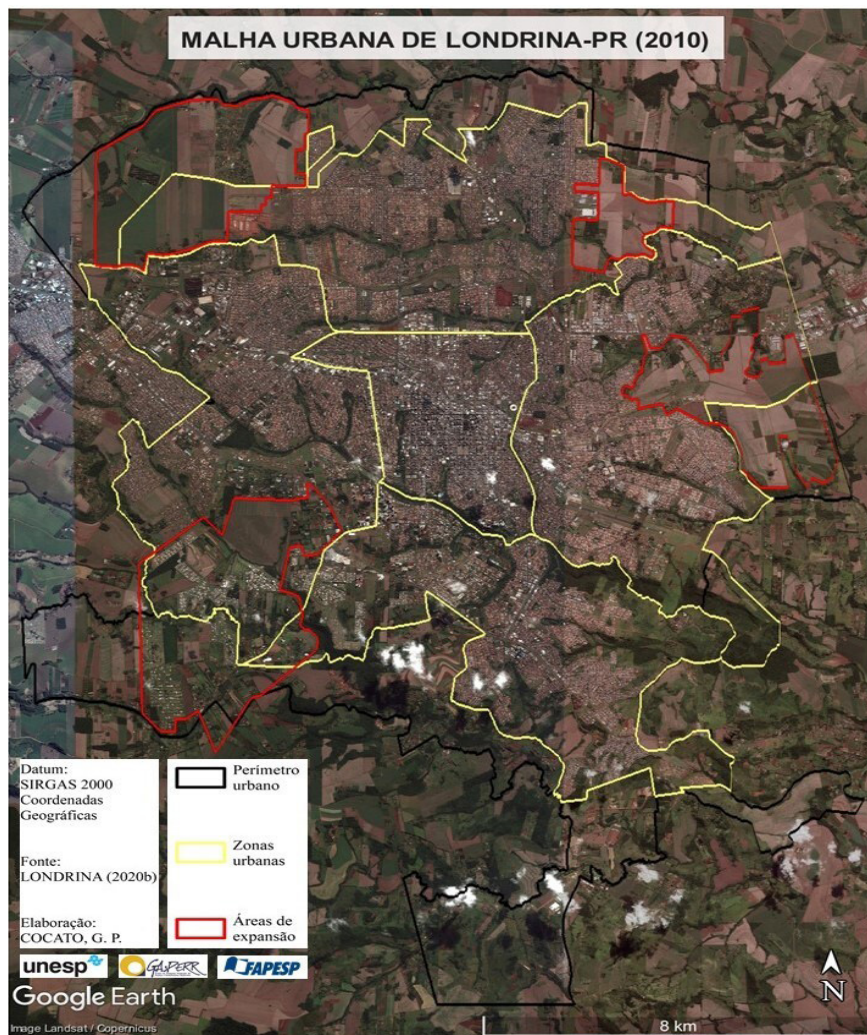 MALHA URBANA DE LONDRINA-PR (2010)
Datum:
SIRGAS 2000
Coordenadas
Geográficas
Fonte:
LONDRINA (2020b)
Elaboração:
COCATO, G. P.
Perímetro
urbano
Zonas
urbanas
Áreas de
expansão
unesp
GAsPERR
FAPESP
Google Earth
Image Landsat / Copernicus
8 km
N